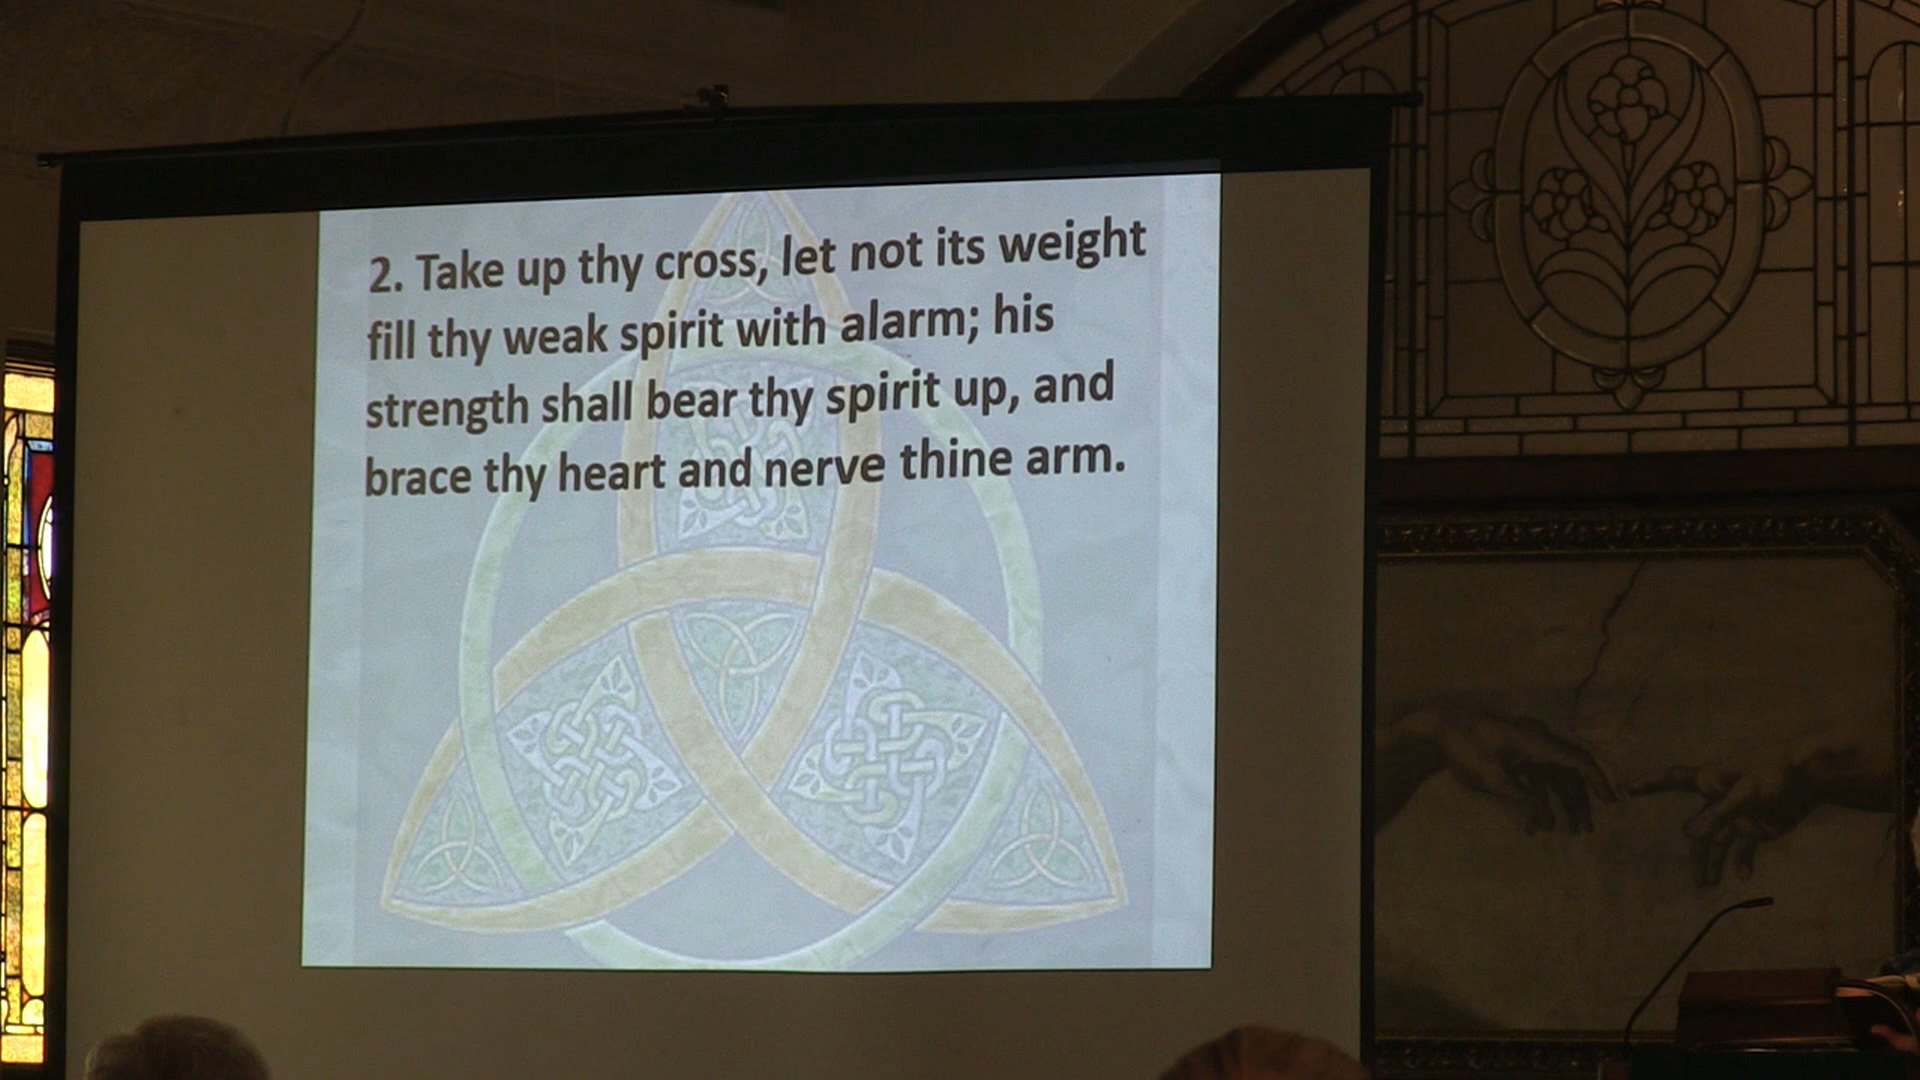 2. Take up thy cross, let not its weight
fill thy weak spirit with alarm; his
strength shall bear thy spirit up, and
brace thy heart and nerve thine arm.